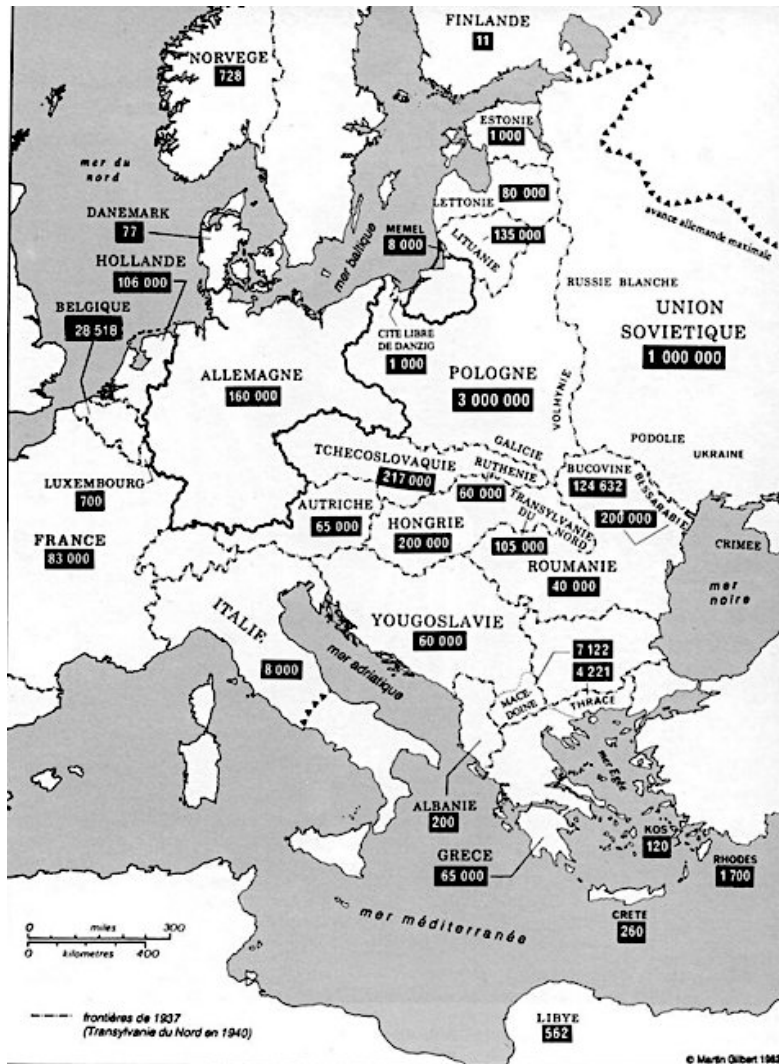 FINLANDE
11
NORVEGE
728
ESTONIE
1 000
mer du
nord
LETTONIE
80 000
DANEMARK
77
MEMEL
8 000
LITUANIE
135 000
mer baltique
avance allemande maximale
HOLLANDE
106 000
RUSSIE BLANCHE
BELGIQUE
28 518
UNION
SOVIETIQUE
1 000 000
CITE LIBRE
DE DANZIG
1 000
ALLEMAGNE
160 000
POLOGNE
3 000 000
VOLHYNIE
GALICIE
PODOLIE
UKRAINE
TCHECOSLOVAQUIE
217 000
RUTHENIE
60 000
BUCOVINE
124 632
BESSARABIE
200 000
LUXEMBOURG
700
AUTRICHE
65 000
HONGRIE
200 000
TRANSYLVANIE
DU
NORD
105 000
FRANCE
83 000
CRIMEE
ROUMANIE
40 000
mer
noire
ITALIE
8 000
YOUGOSLAVIE
60 000
mer adriatique
7 122
4 221
MACE
DOINE
THRACE
mer Egée
ALBANIE
200
GRECE
65 000
KOS
120
RHODES
1 700
CRETE
260
mer méditerranée
0 miles 300
0 kilometres 400
frontières de 1937
(Transylvanie du Nord en 1940)
LIBYE
562